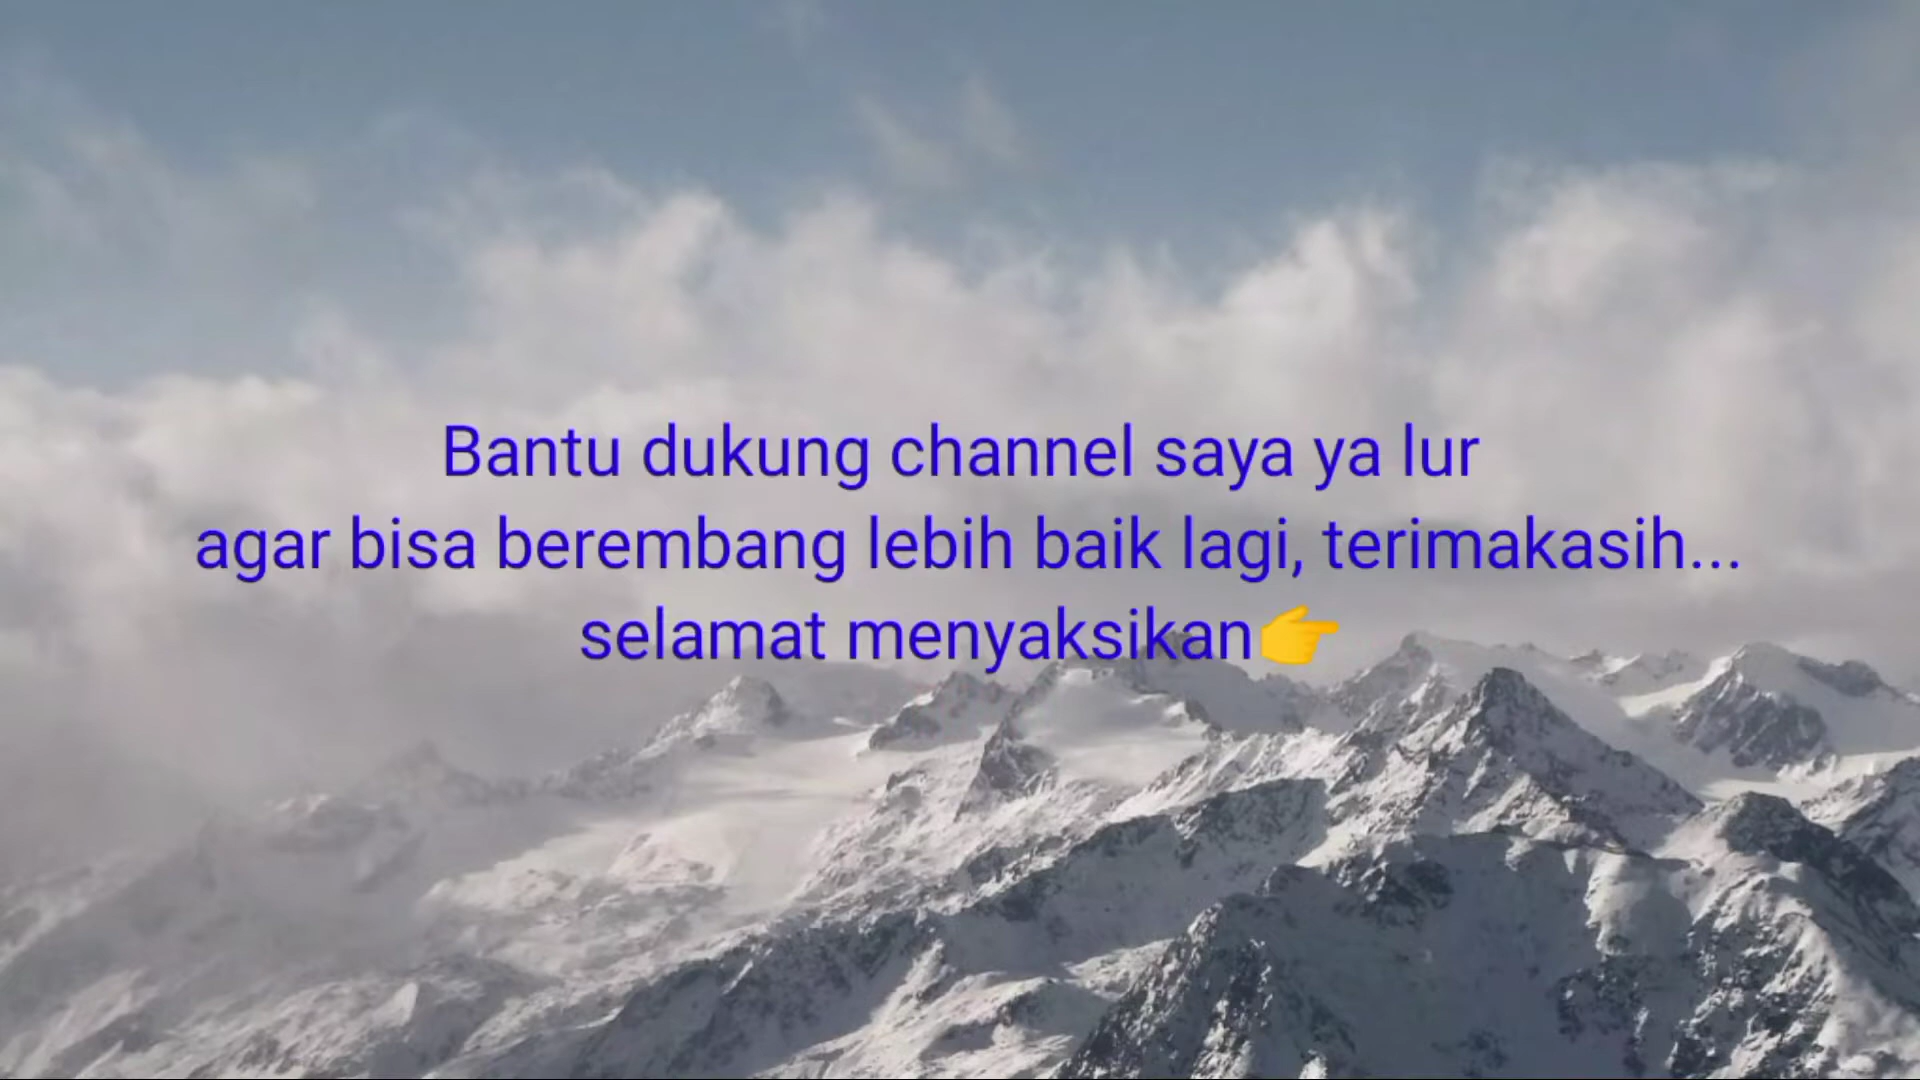 Bantu dukung channel saya ya lur
agar bisa berembang lebih baik lagi, terimakasih...
selamat menyaksikan👉